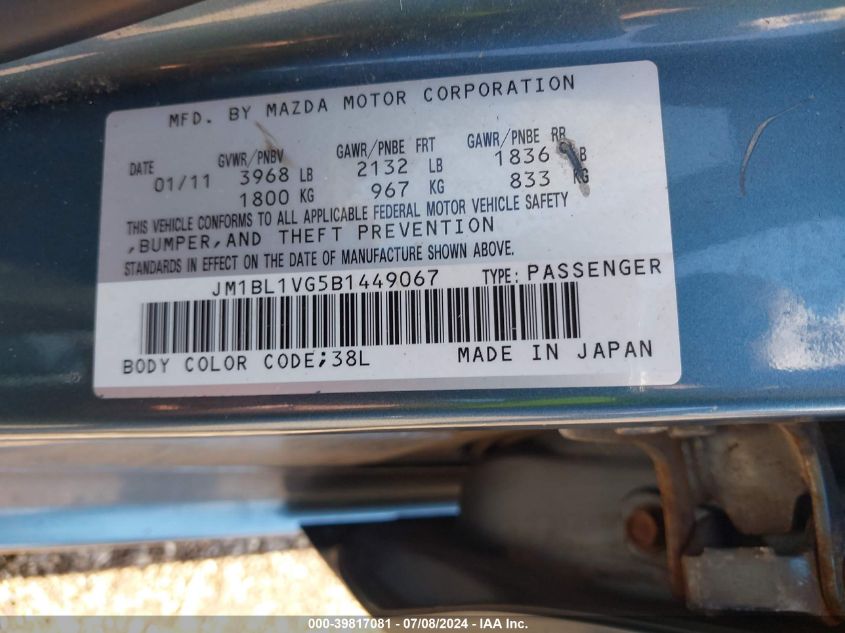 MFD. BY MAZDA MOTOR CORPORATION
DATE GVWR/PNBV GAWR/PNBE FRT GAWR/PNBE RR
01/11 3968 LB 2132 LB 1836 LB
1800 KG 967 KG 833 KG
THIS VEHICLE CONFORMS TO ALL APPLICABLE FEDERAL MOTOR VEHICLE SAFETY
,BUMPER,AND THEFT PREVENTION
STANDARDS IN EFFECT ON THE DATE OF MANUFACTURE SHOWN ABOVE.
JM1BL1VG5B1449067 TYPE: PASSENGER
BODY COLOR CODE;38L MADE IN JAPAN
000-39817081 - 07/08/2024 - IAA Inc.